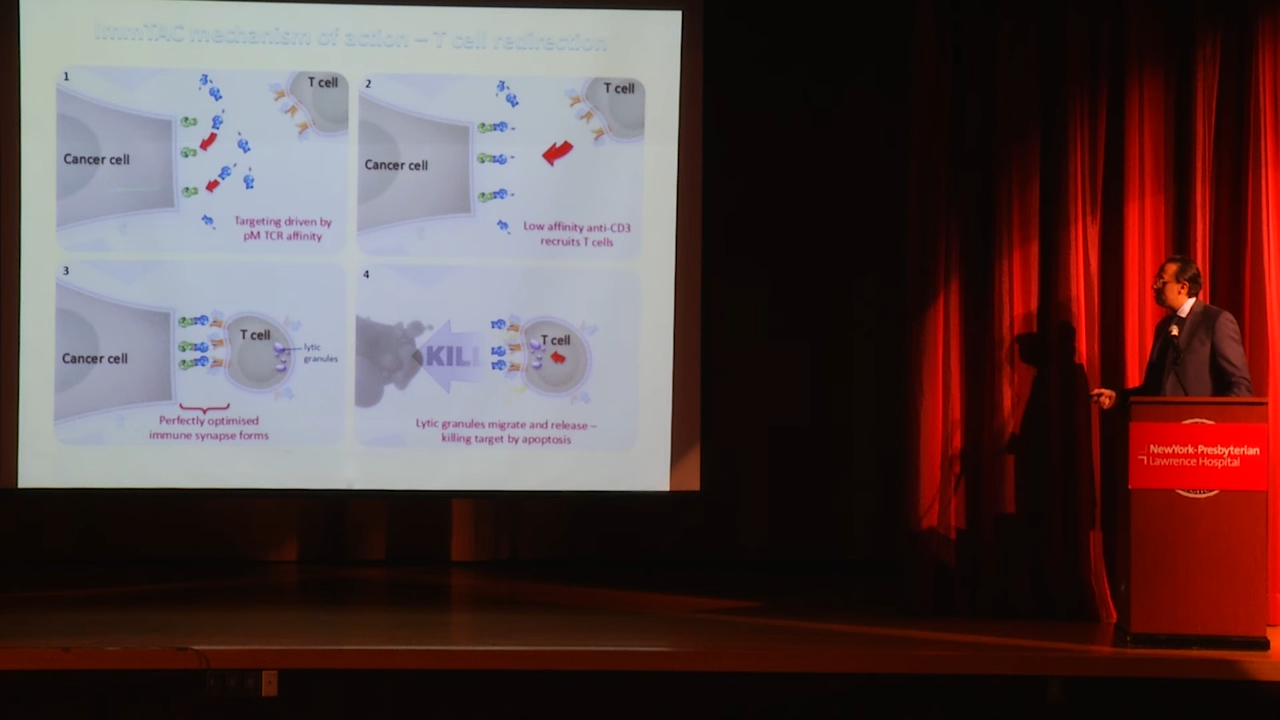 ImmTAC mechanism of action – T cell redirection
1
T cell
Cancer cell
Targeting driven by
pM TCR affinity
2
T cell
Cancer cell
Low affinity anti-CD3
recruits T cells
3
T cell
Cancer cell
lytic
granules
Perfectly optimised
immune synapse forms
4
T cell
KILL
Lytic granules migrate and release –
killing target by apoptosis
NewYork-Presbyterian
Lawrence Hospital